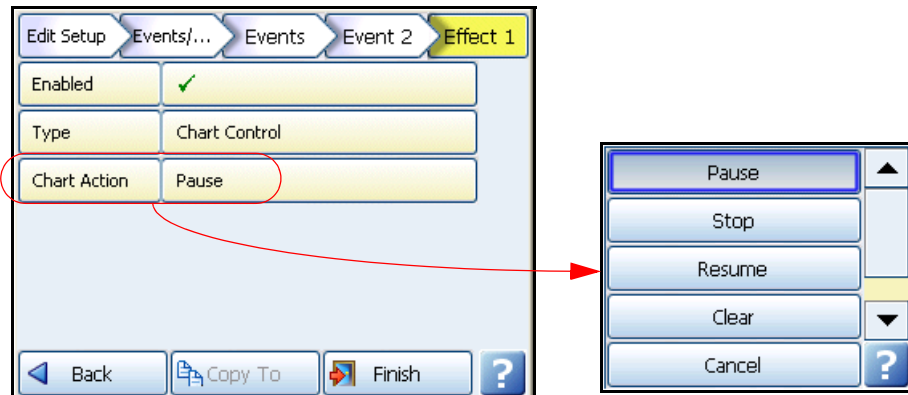 Edit Setup Events/... Events Event 2 Effect 1
Enabled ✓
Type Chart Control
Chart Action Pause
Back Copy To Finish ?
Pause
Stop
Resume
Clear
Cancel ?